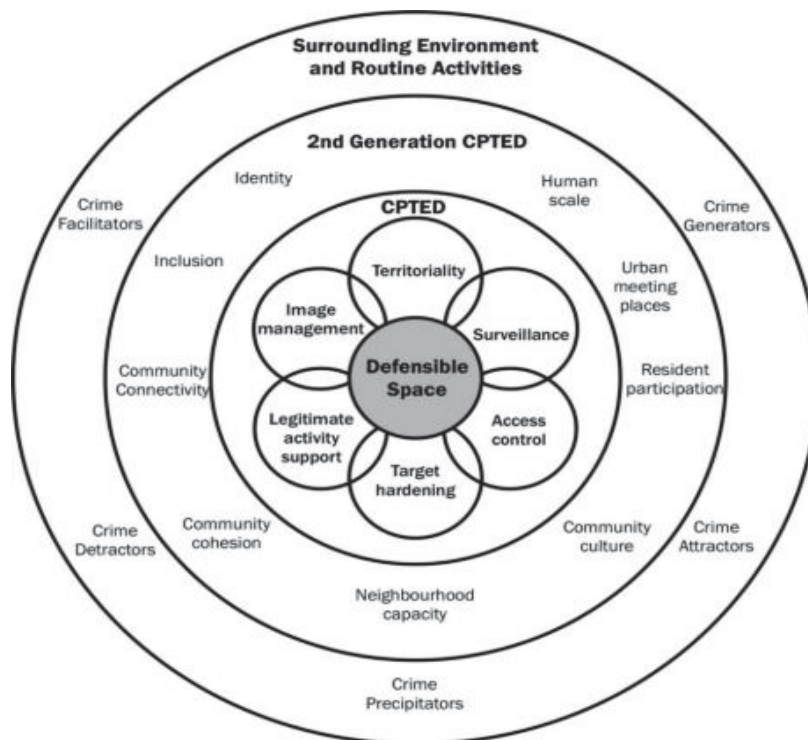 Surrounding Environment
and Routine Activities
2nd Generation CPTED
Identity
Human
scale
Crime
Facilitators
CPTED
Crime
Generators
Inclusion
Territoriality
Urban
meeting
places
Image
management
Surveillance
Community
Connectivity
Defensible
Space
Resident
participation
Legitimate
activity
support
Access
control
Target
hardening
Crime
Detractors
Community
cohesion
Community
culture
Crime
Attractors
Neighbourhood
capacity
Crime
Precipitators